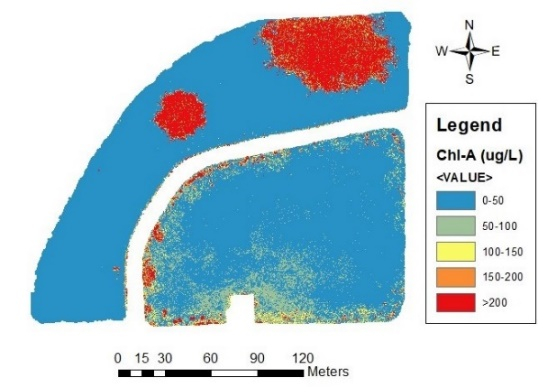 N
W E
S
Legend
Chl-A (ug/L)
<VALUE>
0-50
50-100
100-150
150-200
>200
0 15 30 60 90 120
Meters